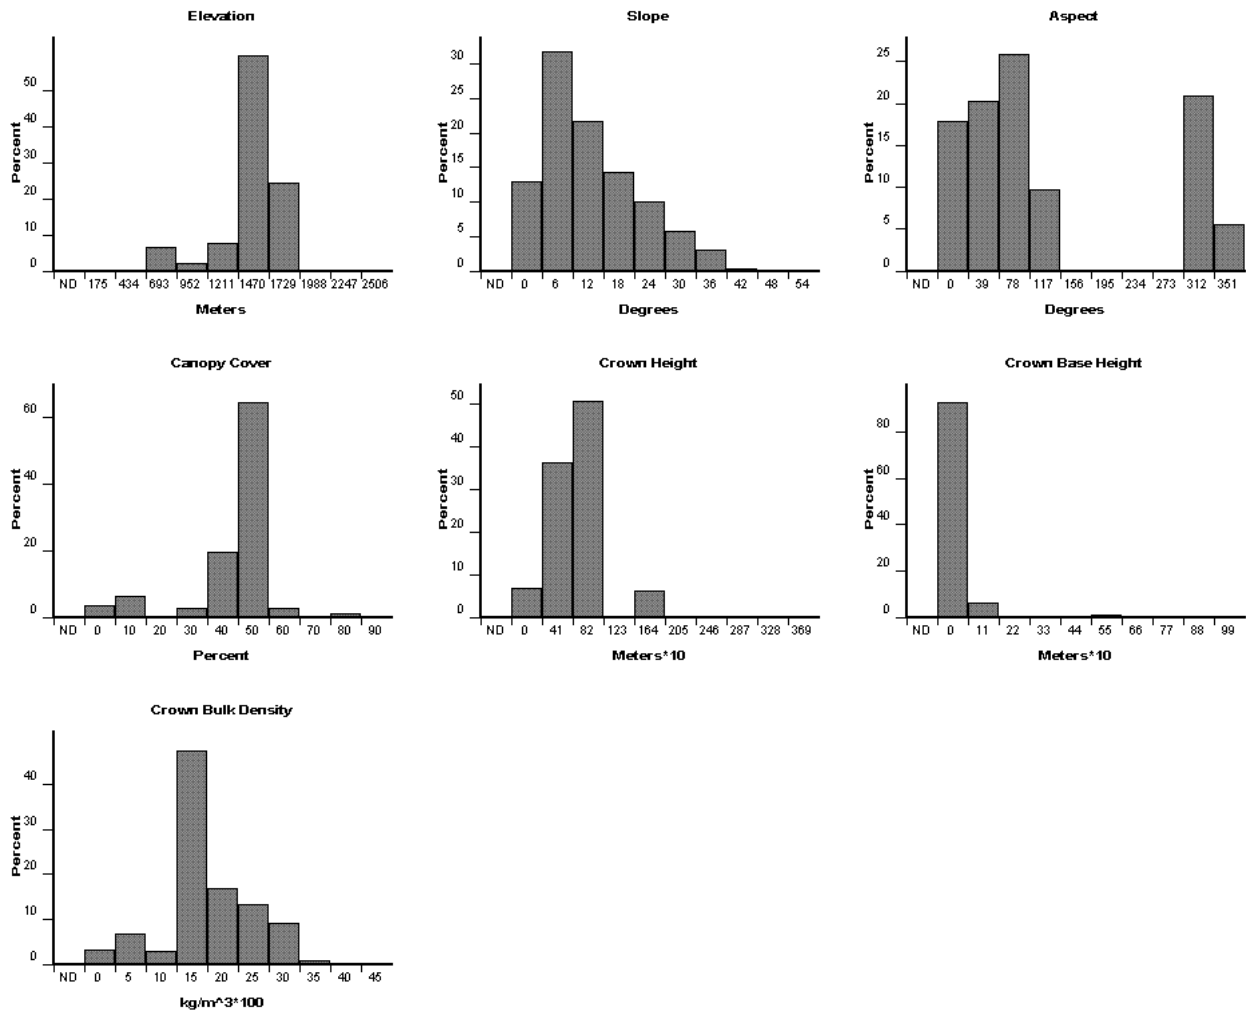 Elevation
Percent
50
40
30
20
10
0
ND 175 434 693 952 1211 1470 1729 1988 2247 2506
Meters
Slope
Percent
30
25
20
15
10
5
0
ND 0 6 12 18 24 30 36 42 48 54
Degrees
Aspect
Percent
25
20
15
10
5
0
ND 0 39 78 117 156 195 234 273 312 351
Degrees
Canopy Cover
Percent
60
40
20
0
ND 0 10 20 30 40 50 60 70 80 90
Percent
Crown Height
Percent
50
40
30
20
10
0
ND 0 41 82 123 164 205 246 287 328 369
Meters*10
Crown Base Height
Percent
80
60
40
20
0
ND 0 11 22 33 44 55 66 77 88 99
Meters*10
Crown Bulk Density
Percent
40
30
20
10
0
ND 0 5 10 15 20 25 30 35 40 45
kg/m^3*100